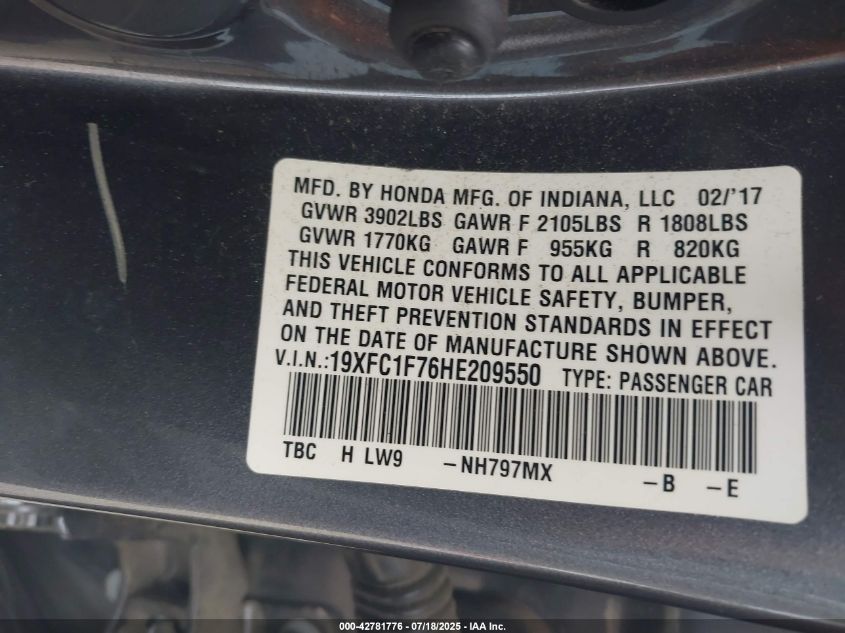 MFD. BY HONDA MFG. OF INDIANA, LLC 02/'17
GVWR 3902LBS GAWR F 2105LBS R 1808LBS
GVWR 1770KG GAWR F 955KG R 820KG
THIS VEHICLE CONFORMS TO ALL APPLICABLE
FEDERAL MOTOR VEHICLE SAFETY, BUMPER,
AND THEFT PREVENTION STANDARDS IN EFFECT
ON THE DATE OF MANUFACTURE SHOWN ABOVE.
V.I.N.:19XFC1F76HE209550 TYPE: PASSENGER CAR
TBC H LW9 –NH797MX –B –E
000-42781776 - 07/18/2025 - IAA Inc.